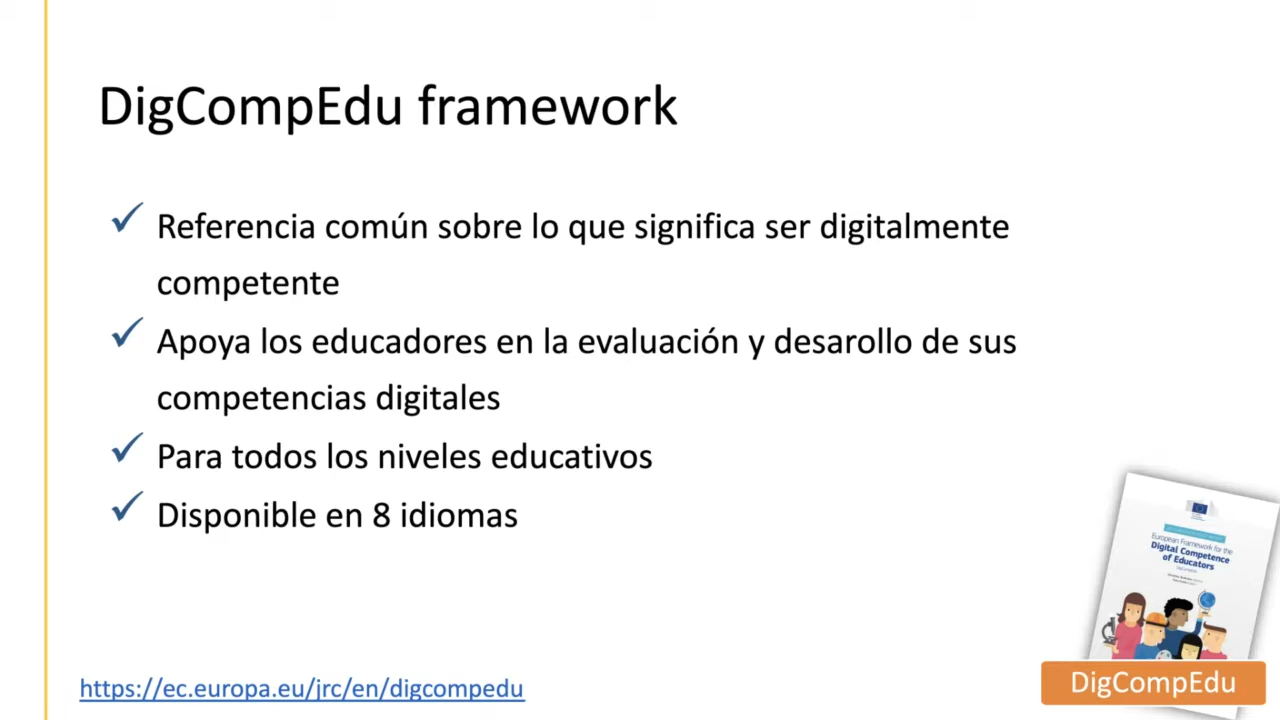 DigCompEdu framework
Referencia común sobre lo que significa ser digitalmente
competente
Apoya los educadores en la evaluación y desarollo de sus
competencias digitales
Para todos los niveles educativos
Disponible en 8 idiomas
European Framework for the
Digital Competence
of Educators
https://ec.europa.eu/jrc/en/digcompedu
DigCompEdu